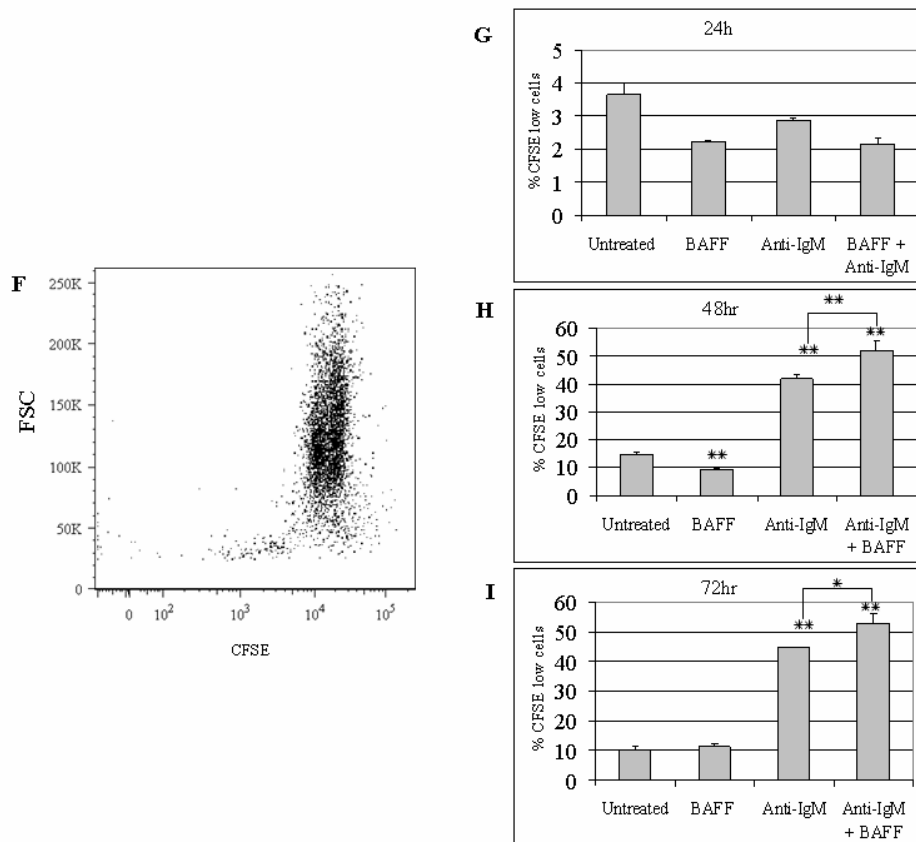 F
250K
200K
150K
100K
50K
0
FSC
0 10² 10³ 10⁴ 10⁵
CFSE
G
24h
5
4
3
2
1
0
% CFSE low cells
Untreated BAFF Anti-IgM BAFF +
Anti-IgM
H
48hr
60
50
40
30
20
10
0
% CFSE low cells
**
**
**
**
Untreated BAFF Anti-IgM Anti-IgM
+ BAFF
I
72hr
60
50
40
30
20
10
0
% CFSE low cells
*
**
**
Untreated BAFF Anti-IgM Anti-IgM
+ BAFF